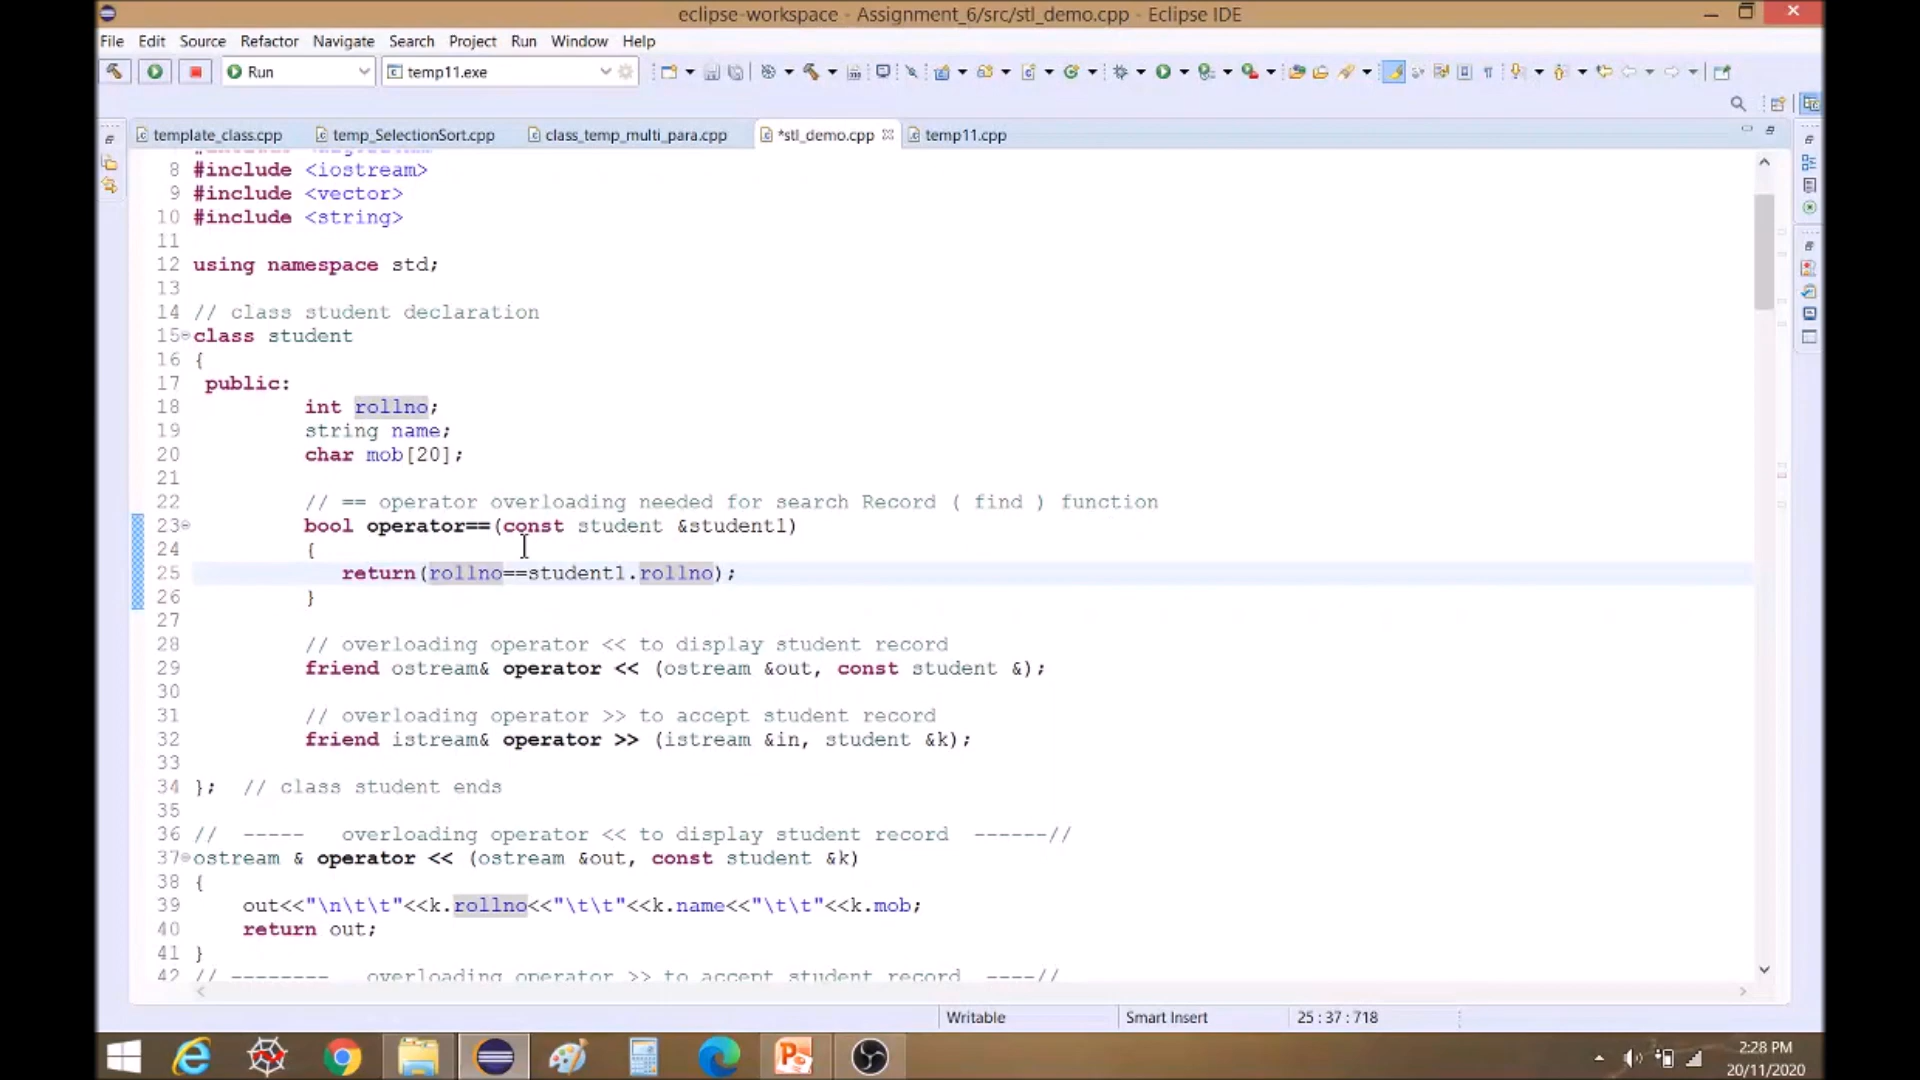 eclipse-workspace - Assignment_6/src/stl_demo.cpp - Eclipse IDE
File Edit Source Refactor Navigate Search Project Run Window Help
Run temp11.exe
template_class.cpp temp_SelectionSort.cpp class_temp_multi_para.cpp *stl_demo.cpp temp11.cpp
8 #include <iostream>
9 #include <vector>
10 #include <string>
11
12 using namespace std;
13
14 // class student declaration
15 class student
16 {
17 public:
18 int rollno;
19 string name;
20 char mob[20];
21
22 // == operator overloading needed for search Record ( find ) function
23 bool operator==(const student &student1)
24 {
25 return(rollno==student1.rollno);
26 }
27
28 // overloading operator << to display student record
29 friend ostream& operator << (ostream &out, const student &);
30
31 // overloading operator >> to accept student record
32 friend istream& operator >> (istream &in, student &k);
33
34 }; // class student ends
35
36 // ----- overloading operator << to display student record ------//
37 ostream & operator << (ostream &out, const student &k)
38 {
39 out<<"\n\t\t"<<k.rollno<<"\t\t"<<k.name<<"\t\t"<<k.mob;
40 return out;
41 }
42 // -------- overloading operator >> to accept student record ----//
Writable Smart Insert 25 : 37 : 718
2:28 PM
20/11/2020